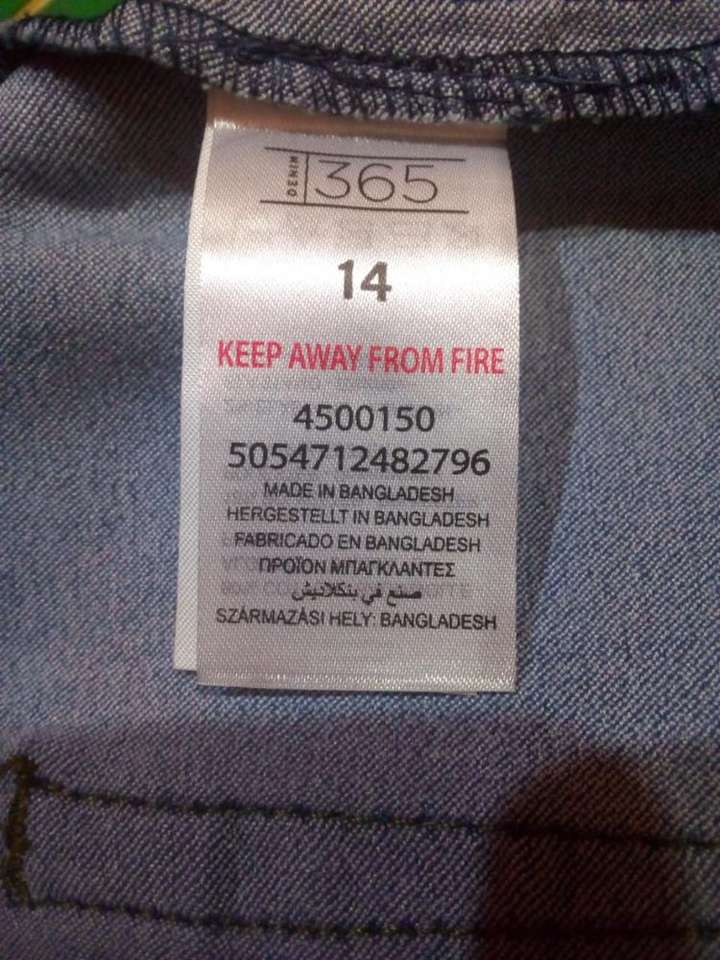 DENIM
365
14
KEEP AWAY FROM FIRE
4500150
5054712482796
MADE IN BANGLADESH
HERGESTELLT IN BANGLADESH
FABRICADO EN BANGLADESH
ΠΡΟΪΟΝ ΜΠΑΓΚΛΑΝΤΕΣ
صنع في بنكلاديش
SZÁRMAZÁSI HELY: BANGLADESH